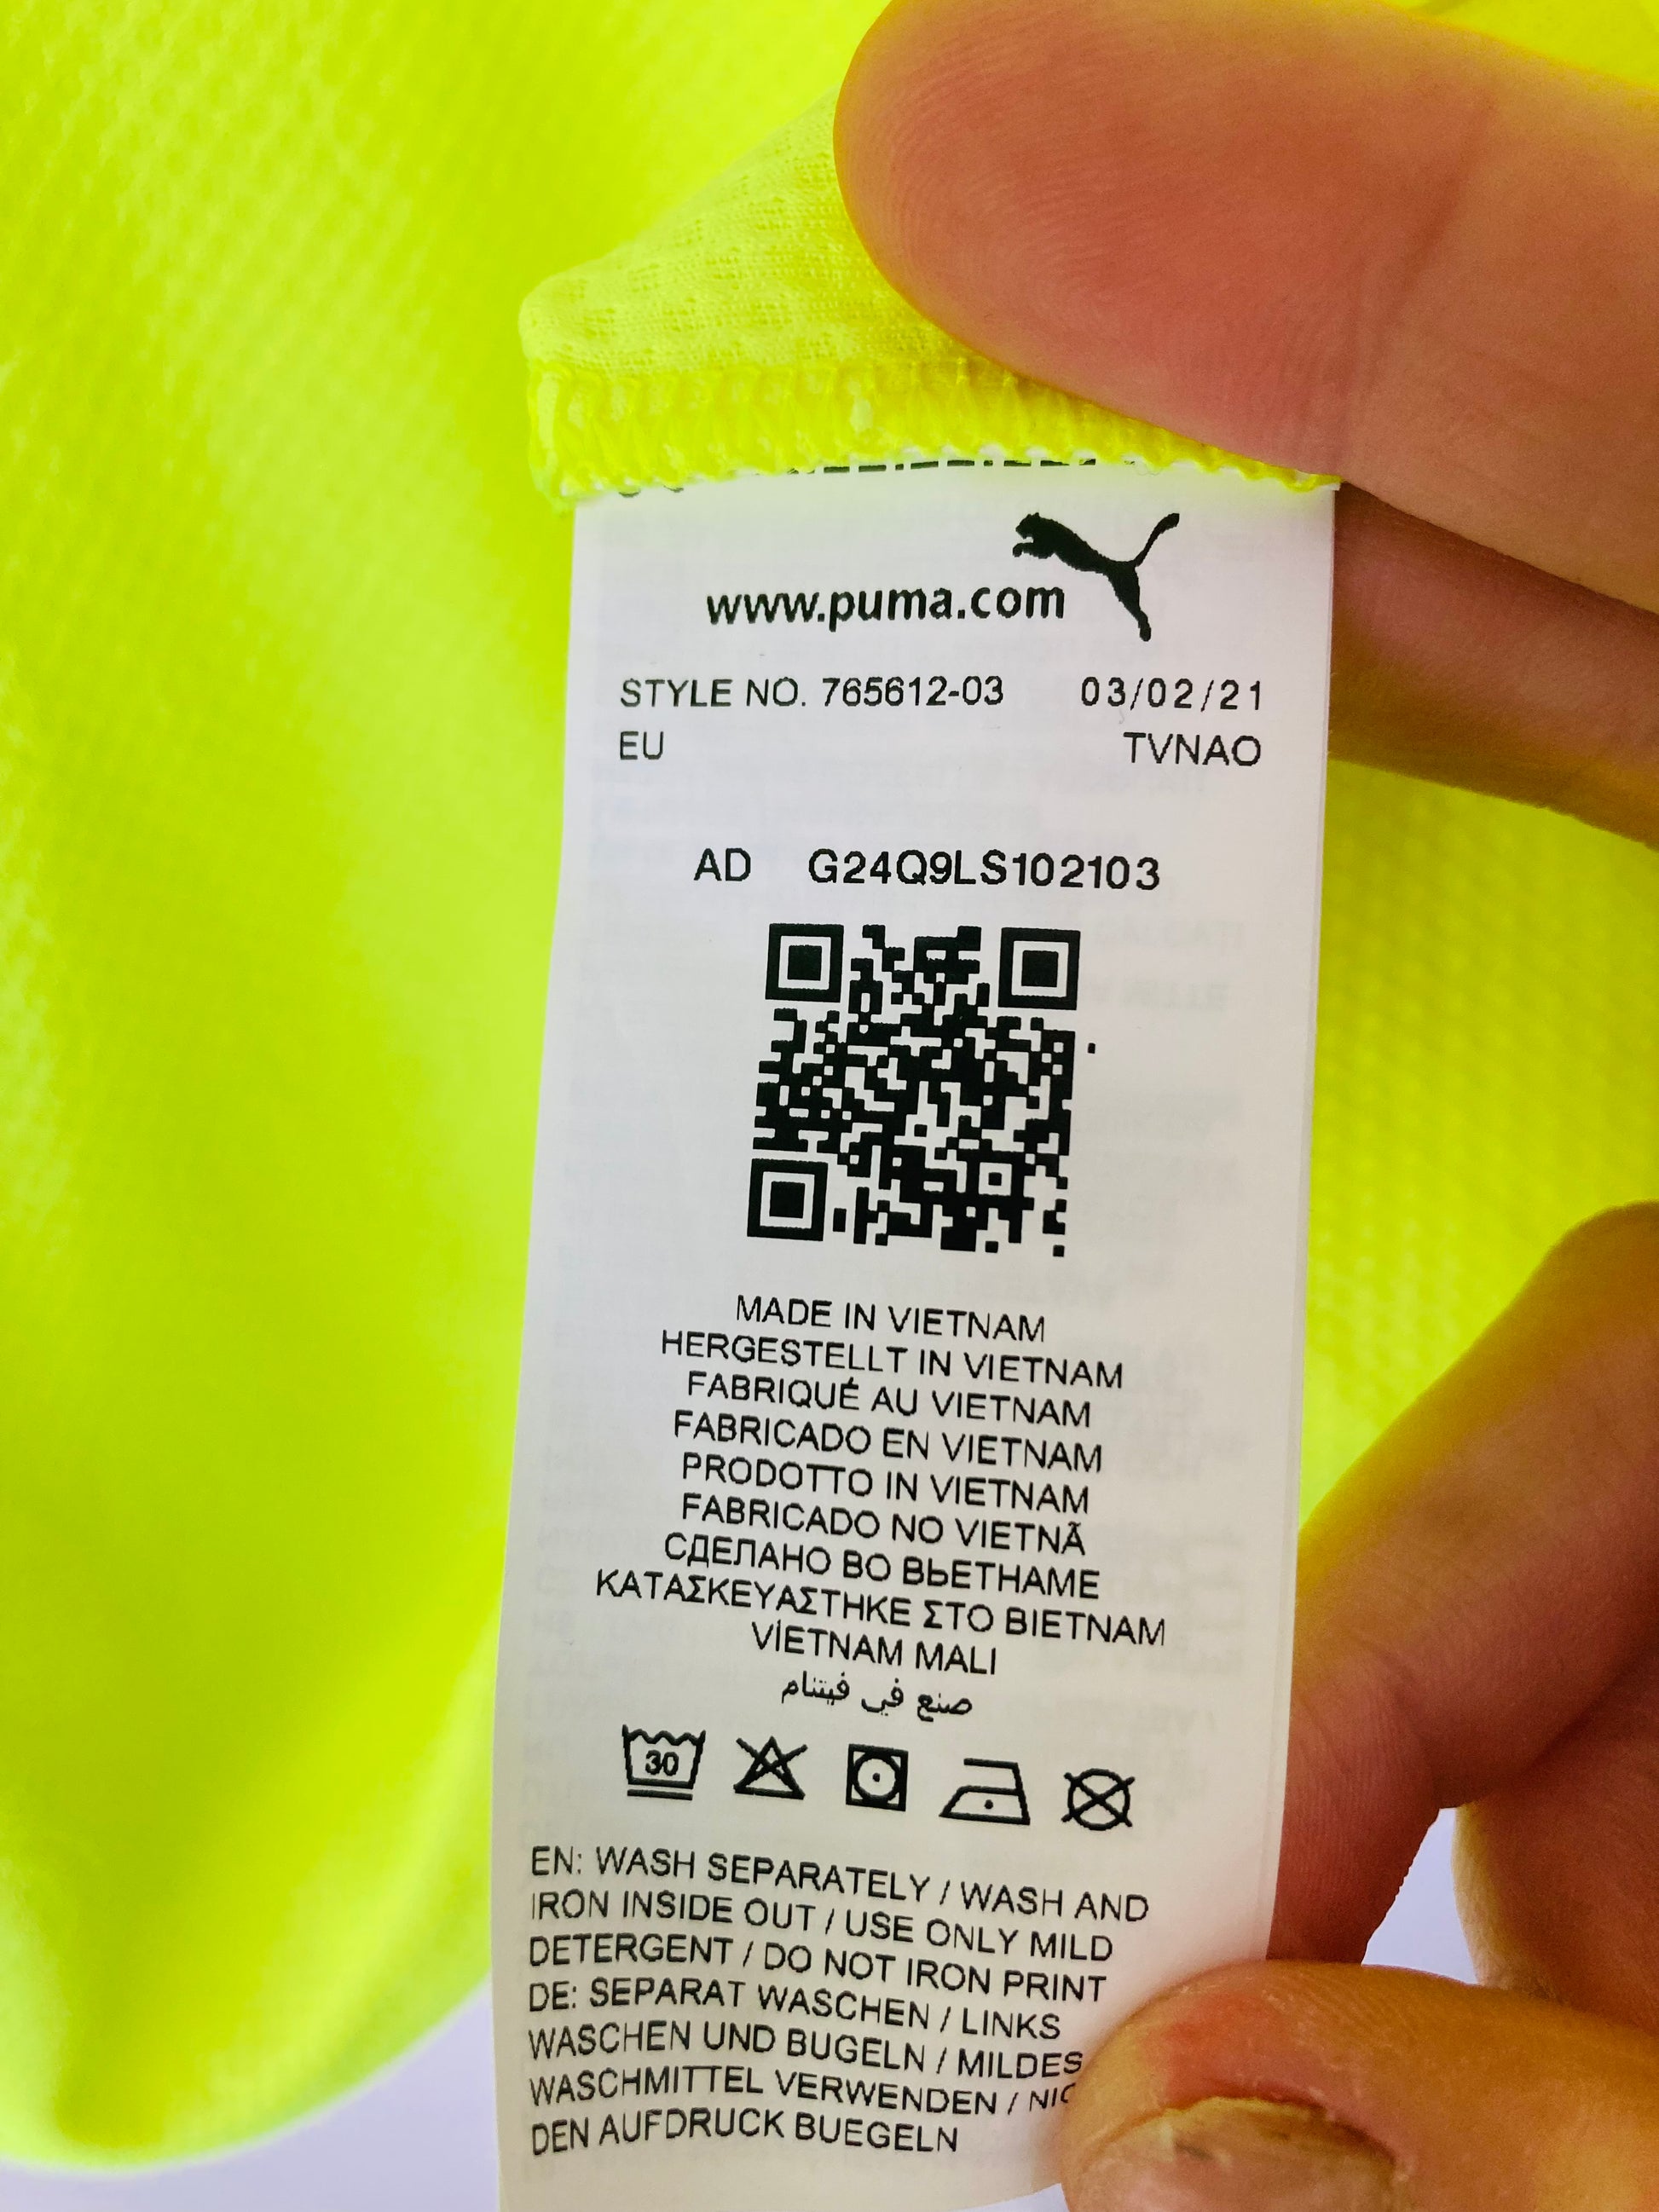 www.puma.com
STYLE NO. 765612-03 03/02/21
EU TVNAO
AD G24Q9LS102103
MADE IN VIETNAM
HERGESTELLT IN VIETNAM
FABRIQUÉ AU VIETNAM
FABRICADO EN VIETNAM
PRODOTTO IN VIETNAM
FABRICADO NO VIETNÃ
СДЕЛАНО ВО ВЬЕТНАМЕ
ΚΑΤΑΣΚΕΥΑΣΤΗΚΕ ΣΤΟ ΒΙΕΤΝΑΜ
VİETNAM MALI
صنع في فيتنام
30
EN: WASH SEPARATELY / WASH AND
IRON INSIDE OUT / USE ONLY MILD
DETERGENT / DO NOT IRON PRINT
DE: SEPARAT WASCHEN / LINKS
WASCHEN UND BUGELN / MILDES
WASCHMITTEL VERWENDEN /
DEN AUFDRUCK BUEGELN